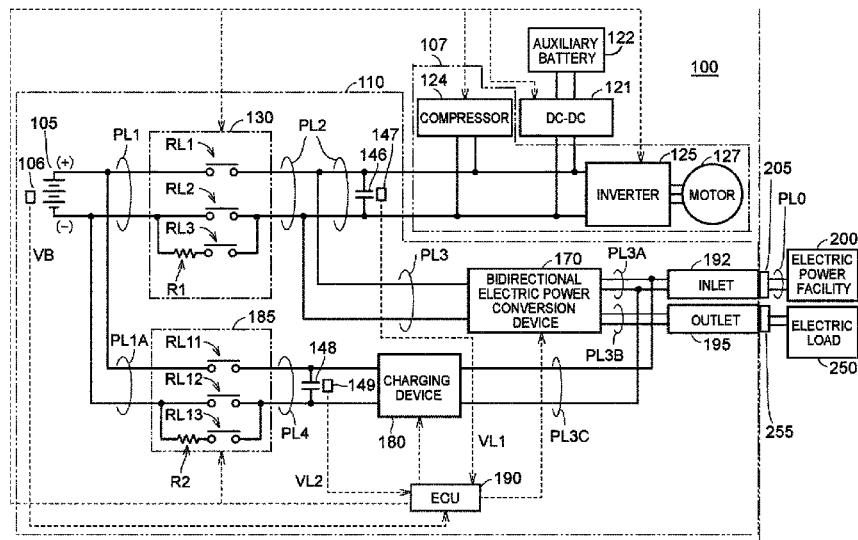 AUXILIARY
BATTERY
122
100
107
124
121
110
COMPRESSOR
DC-DC
130
105
PL1
PL2
147
146
RL1
125
127
205
106
(+)
RL2
INVERTER
MOTOR
PL0
(-)
RL3
200
VB
R1
PL3
170
PL3A
192
ELECTRIC
POWER
FACILITY
BIDIRECTIONAL
ELECTRIC POWER
CONVERSION
DEVICE
INLET
185
OUTLET
ELECTRIC
LOAD
PL1A
RL11
148
PL3B
195
250
RL12
149
CHARGING
DEVICE
RL13
PL4
180
PL3C
255
R2
VL2
VL1
ECU
190